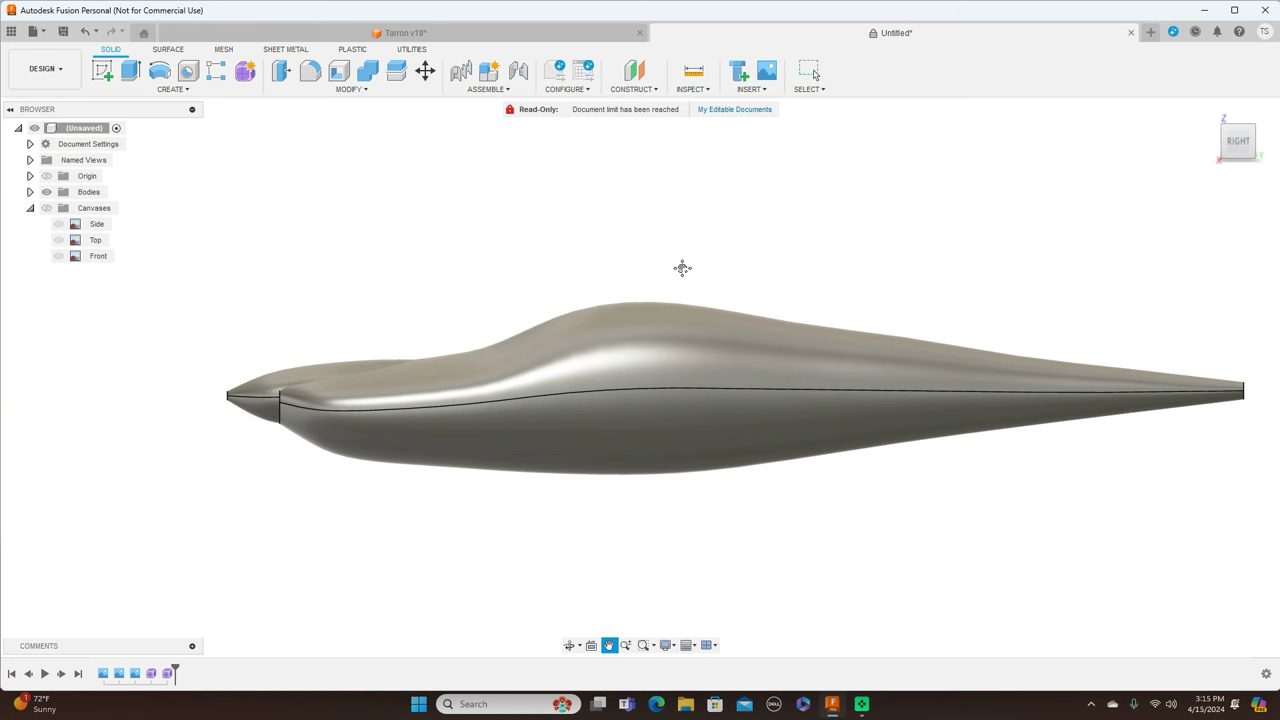 Autodesk Fusion Personal (Not for Commercial Use)
Tarron v19*
Untitled*
TS
DESIGN
SOLID SURFACE MESH SHEET METAL PLASTIC UTILITIES
CREATE MODIFY ASSEMBLE CONFIGURE CONSTRUCT INSPECT INSERT SELECT
BROWSER
Read-Only: Document limit has been reached My Editable Documents
(Unsaved)
Document Settings
Named Views
Origin
Bodies
Canvases
Side
Top
Front
Z
RIGHT
X
Y
COMMENTS
1
72°F
Sunny
Search
DELL
3:15 PM
4/15/2024